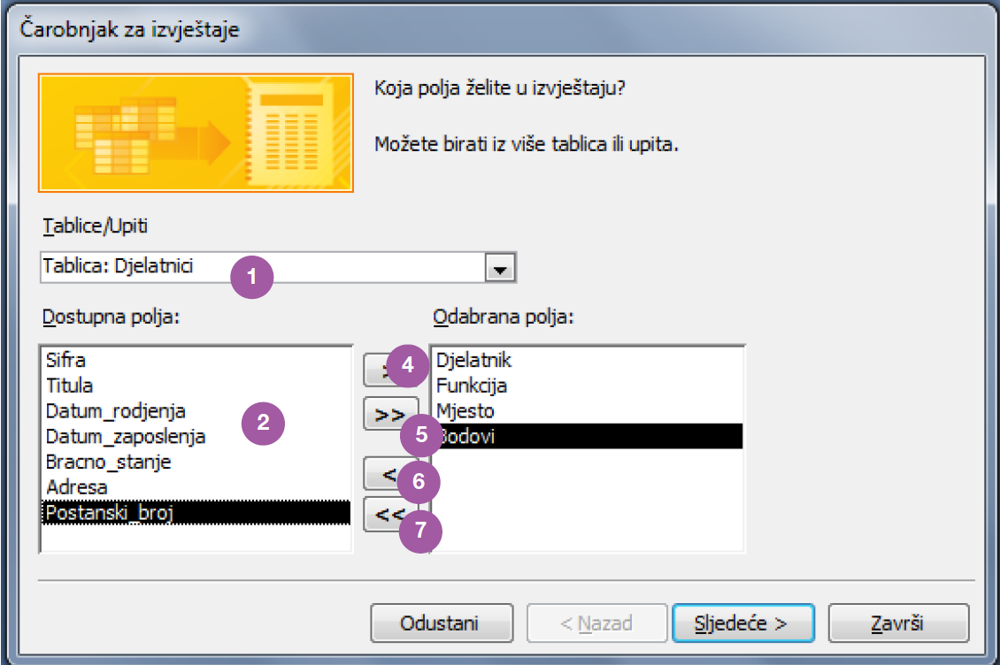 Čarobnjak za izvještaje
Koja polja želite u izvještaju?
Možete birati iz više tablica ili upita.
Tablice/Upiti
Tablica: Djelatnici
1
Dostupna polja:
Odabrana polja:
Sifra
Titula
Datum_rodjenja
Datum_zaposlenja
Bracno_stanje
Adresa
Postanski_broj
2
4
>>
5
<
6
<<
7
Djelatnik
Funkcija
Mjesto
Bodovi
Odustani
< Nazad
Sljedeće >
Završi